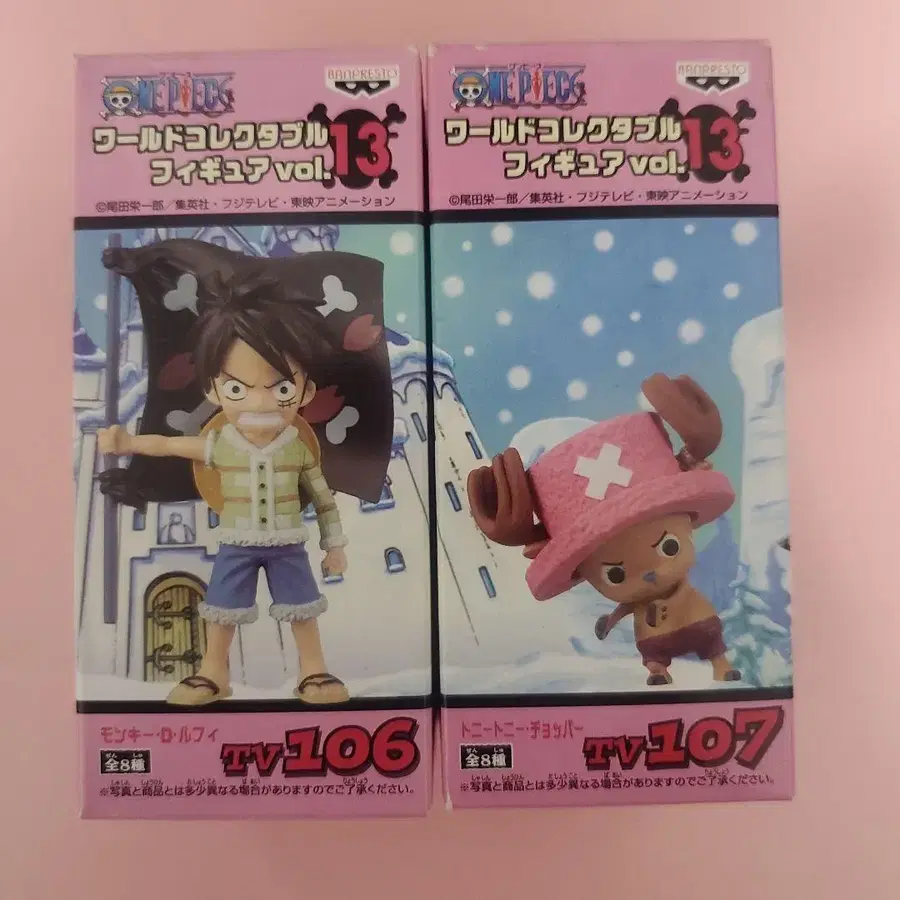 ONE PIECE
BANPRESTO
ワールドコレクタブル
フィギュア vol.13
©尾田栄一郎／集英社・フジテレビ・東映アニメーション
モンキー・D・ルフィ
全8種
TV106
※写真と商品とは多少異なる場合がありますのでご了承ください。
ONE PIECE
BANPRESTO
ワールドコレクタブル
フィギュア vol.13
©尾田栄一郎／集英社・フジテレビ・東映アニメーション
トニートニー・チョッパー
全8種
TV107
※写真と商品とは多少異なる場合がありますのでご了承ください。